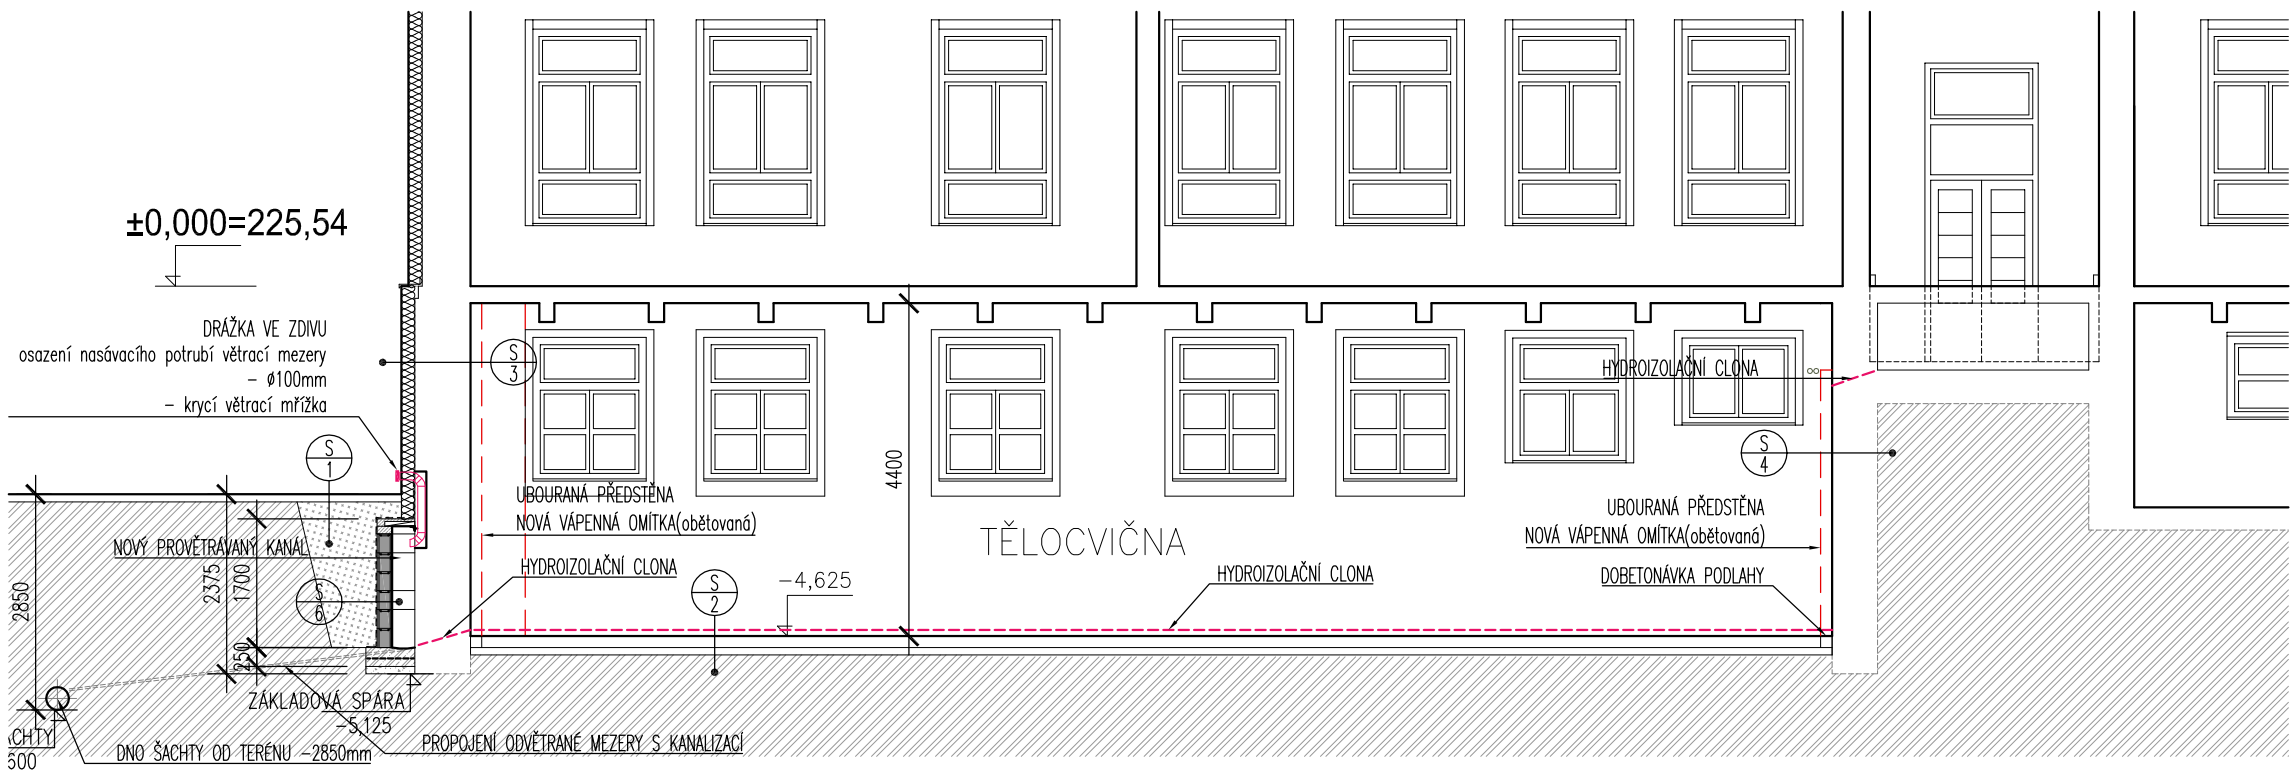 ±0,000=225,54
DRÁŽKA VE ZDIVU
osazení nasávacího potrubí větrací mezery
- ø100mm
- krycí větrací mřížka
S
3
S
1
HYDROIZOLAČNÍ CLONA
S
4
4400
UBOURANÁ PŘEDSTĚNA
NOVÁ VÁPENNÁ OMÍTKA(obětovaná)
TĚLOCVIČNA
UBOURANÁ PŘEDSTĚNA
NOVÁ VÁPENNÁ OMÍTKA(obětovaná)
NOVÝ PROVĚTRÁVANÝ KANÁL
HYDROIZOLAČNÍ CLONA
S
2
-4,625
HYDROIZOLAČNÍ CLONA
DOBETONÁVKA PODLAHY
2850
2375
1700
250
S
6
ZÁKLADOVÁ SPÁRA
-5,125
ACHTY
600
DNO ŠACHTY OD TERÉNU -2850mm
PROPOJENÍ ODVĚTRANÉ MEZERY S KANALIZACÍ